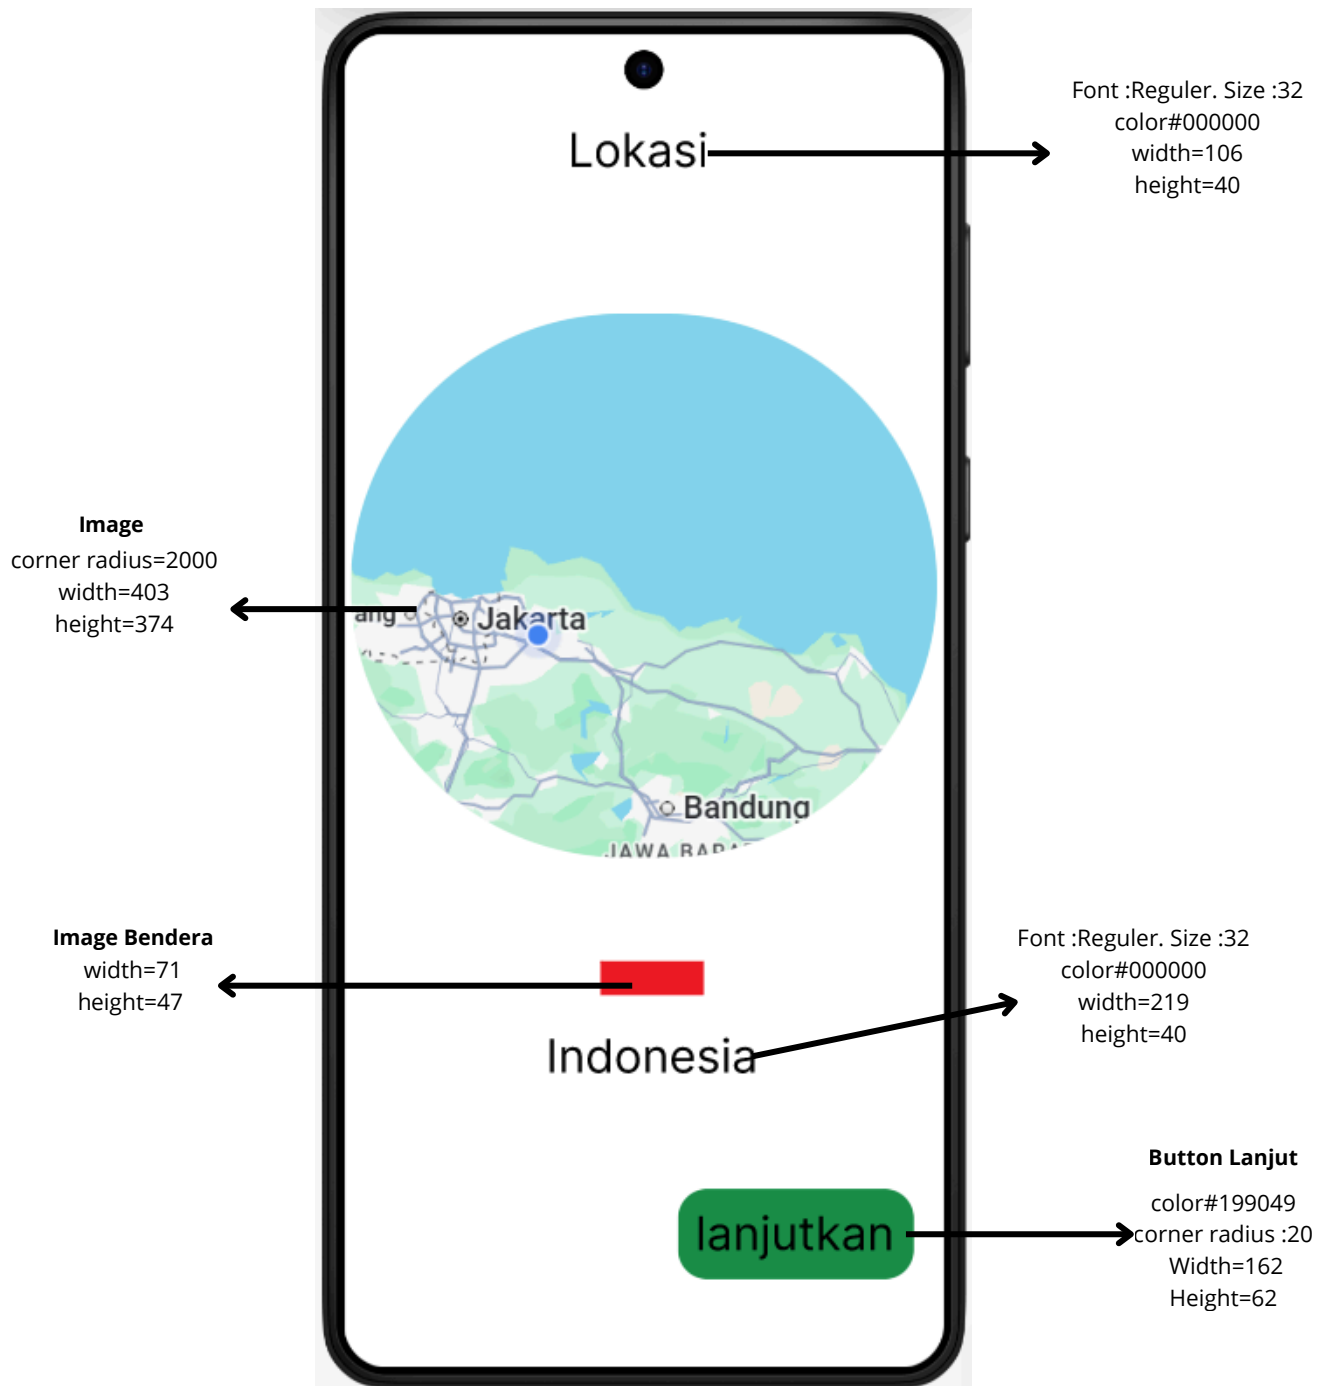 Font :Reguler. Size :32
color#000000
width=106
height=40
Lokasi
Image
corner radius=2000
width=403
height=374
ang
Jakarta
Bandung
JAWA
Image Bendera
width=71
height=47
Font :Reguler. Size :32
color#000000
width=219
height=40
Indonesia
Button Lanjut
color#199049
corner radius :20
Width=162
Height=62
lanjutkan